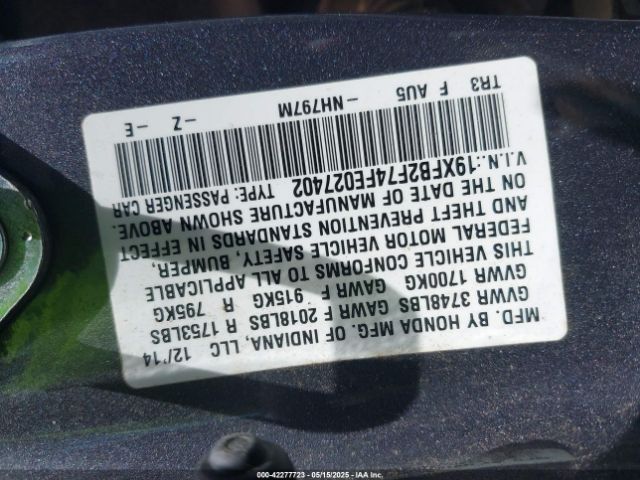 MFD. BY HONDA MFG. OF INDIANA, LLC 12/'14
GVWR 3748LBS GAWR F 2018LBS R 1753LBS
GVWR 1700KG GAWR F 915KG R 795KG
THIS VEHICLE CONFORMS TO ALL APPLICABLE
FEDERAL MOTOR VEHICLE SAFETY, BUMPER,
AND THEFT PREVENTION STANDARDS IN EFFECT
ON THE DATE OF MANUFACTURE SHOWN ABOVE.
V.I.N.:19XFB2F74FE027402 TYPE: PASSENGER CAR
TR3 F AU5 -NH797M -Z -E
000-42277723 - 05/15/2025 - IAA Inc.